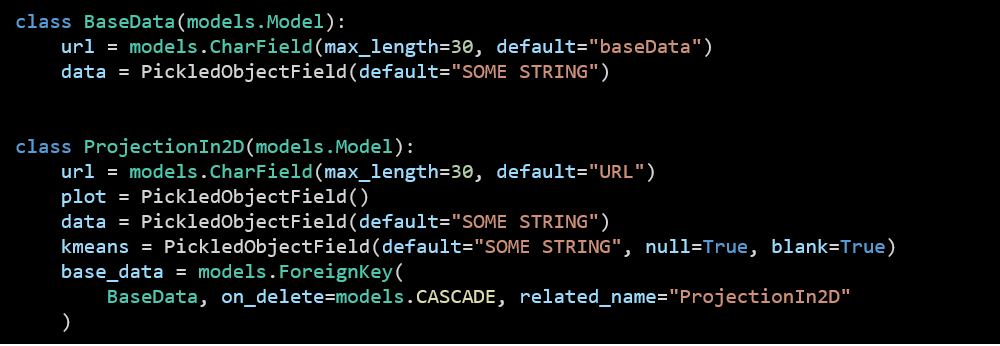 class BaseData(models.Model):
    url = models.CharField(max_length=30, default="baseData")
    data = PickledObjectField(default="SOME STRING")
class ProjectionIn2D(models.Model):
    url = models.CharField(max_length=30, default="URL")
    plot = PickledObjectField()
    data = PickledObjectField(default="SOME STRING")
    kmeans = PickledObjectField(default="SOME STRING", null=True, blank=True)
    base_data = models.ForeignKey(
        BaseData, on_delete=models.CASCADE, related_name="ProjectionIn2D"
    )